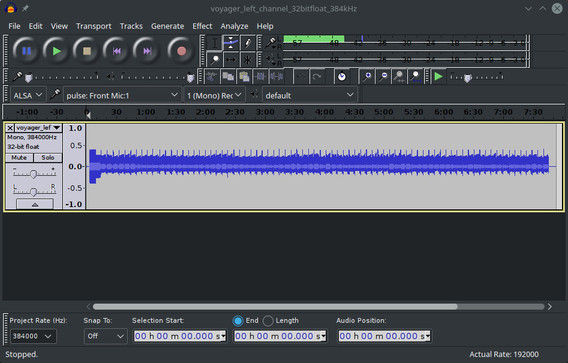 voyager_left_channel_32bitfloat_384kHz
File Edit View Transport Tracks Generate Effect Analyze Help
-57 -48 -42 -36 -30 -24 -18 -12 -9 -6 -3 0
-57 -48 -42 -36 -30 -24 -18 -12 -9 -6 -3 0
ALSA pulse: Front Mic:1 1 (Mono) Rec default
-1:00 -30 0 30 1:00 1:30 2:00 2:30 3:00 3:30 4:00 4:30 5:00 5:30 6:00 6:30 7:00 7:30
voyager_lef 1.0
Mono, 384000Hz
32-bit float 0.5
Mute Solo
- + 0.0
L R -0.5
-1.0
Project Rate (Hz): Snap To: Selection Start: End Length Audio Position:
384000 Off 00 h 00 m 00.000 s 00 h 00 m 00.000 s 00 h 00 m 00.000 s
Stopped. Actual Rate: 192000